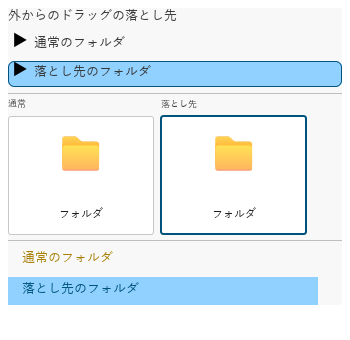 外からのドラッグの落とし先
▶ 通常のフォルダ
▶ 落とし先のフォルダ
通常
落とし先
フォルダ
フォルダ
通常のフォルダ
落とし先のフォルダ